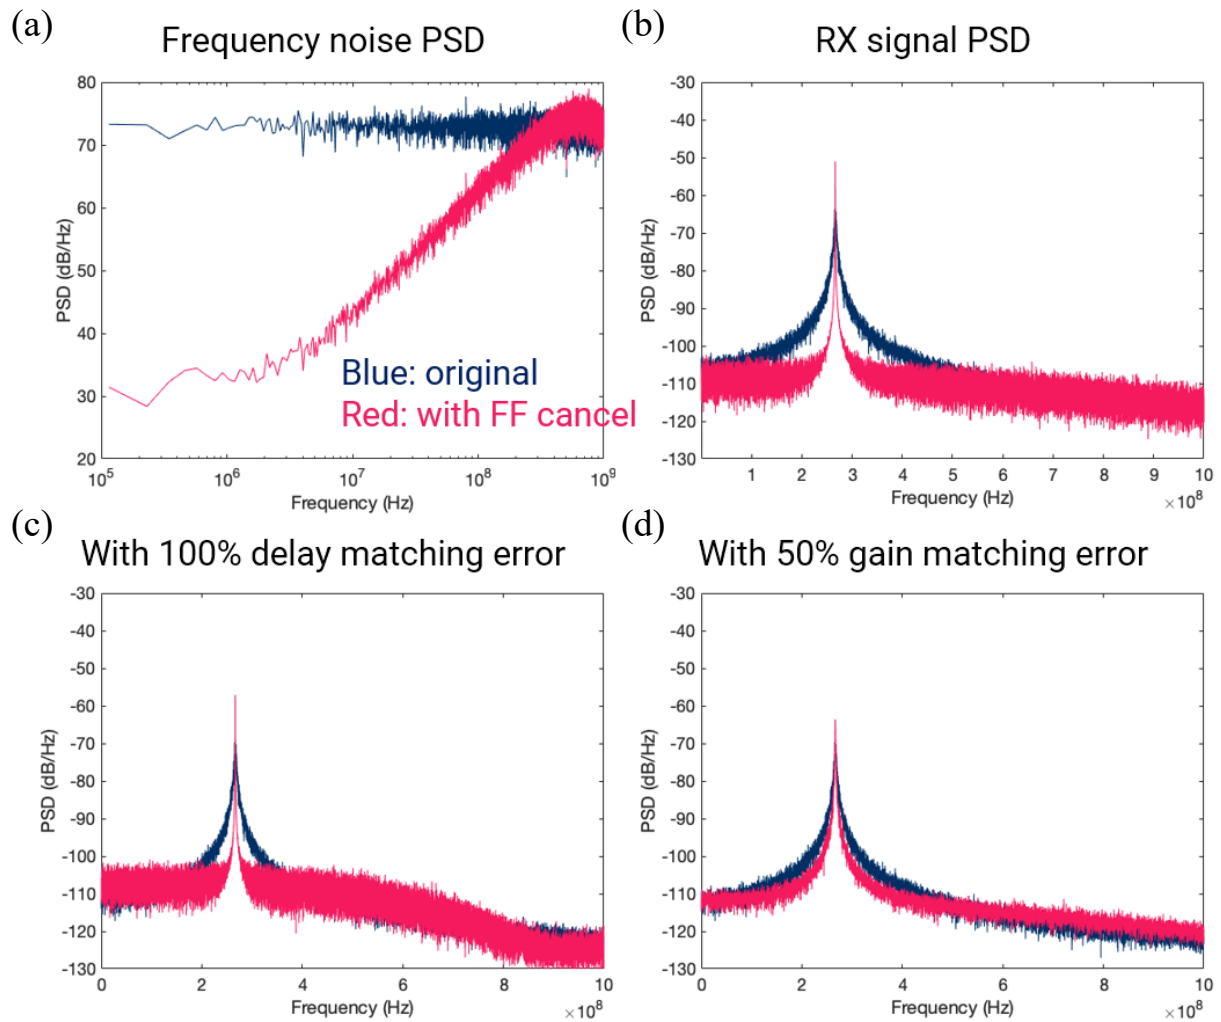 (a)
Frequency noise PSD
80
70
60
50
40
30
20
PSD (dB/Hz)
Blue: original
Red: with FF cancel
10^5
10^6
10^7
10^8
10^9
Frequency (Hz)
(b)
RX signal PSD
-30
-40
-50
-60
-70
-80
-90
-100
-110
-120
-130
PSD (dB/Hz)
1 2 3 4 5 6 7 8 9 10
Frequency (Hz)
×10^8
(c)
With 100% delay matching error
-30
-40
-50
-60
-70
-80
-90
-100
-110
-120
-130
PSD (dB/Hz)
0 2 4 6 8 10
Frequency (Hz)
×10^8
(d)
With 50% gain matching error
-30
-40
-50
-60
-70
-80
-90
-100
-110
-120
-130
PSD (dB/Hz)
0 2 4 6 8 10
Frequency (Hz)
×10^8